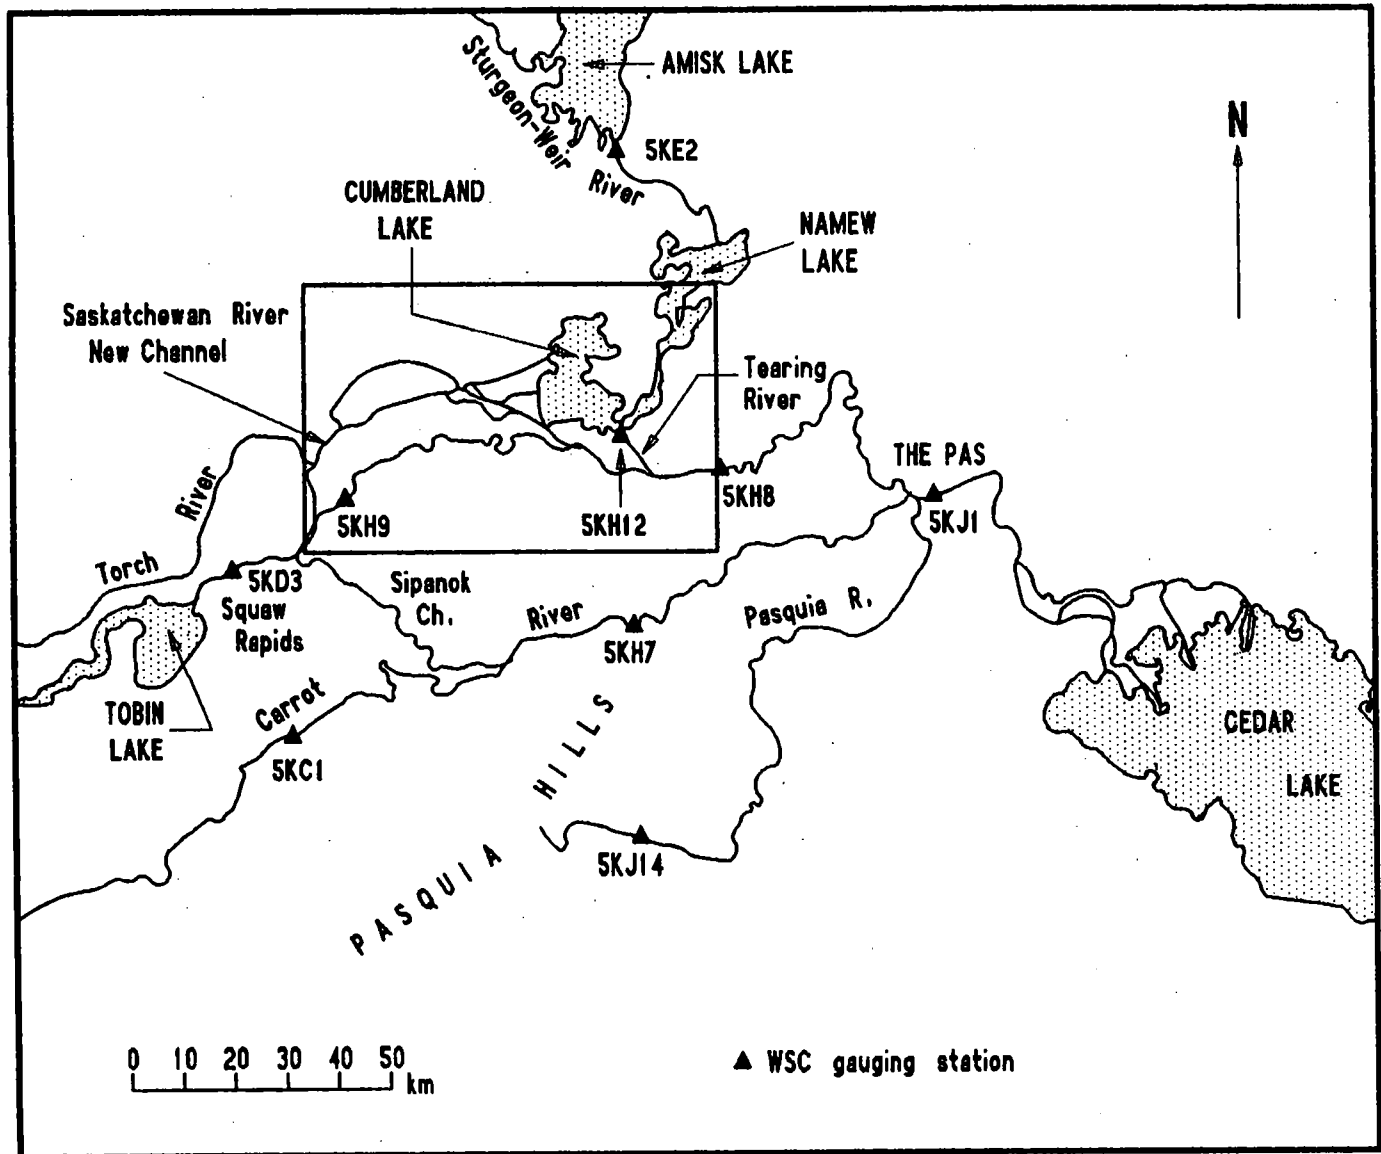 AMISK LAKE
Sturgeon-Weir River
5KE2
N
CUMBERLAND
LAKE
NAMEW
LAKE
Saskatchewan River
New Channel
Tearing
River
THE PAS
5KH9
5KH12
5KH8
5KJ1
Torch River
5KD3
Squaw
Rapids
Sipanok
Ch.
Carrot River
5KH7
Pasquia R.
TOBIN
LAKE
5KC1
CEDAR
LAKE
PASQUIA HILLS
5KJ14
0 10 20 30 40 50
km
WSC gauging station